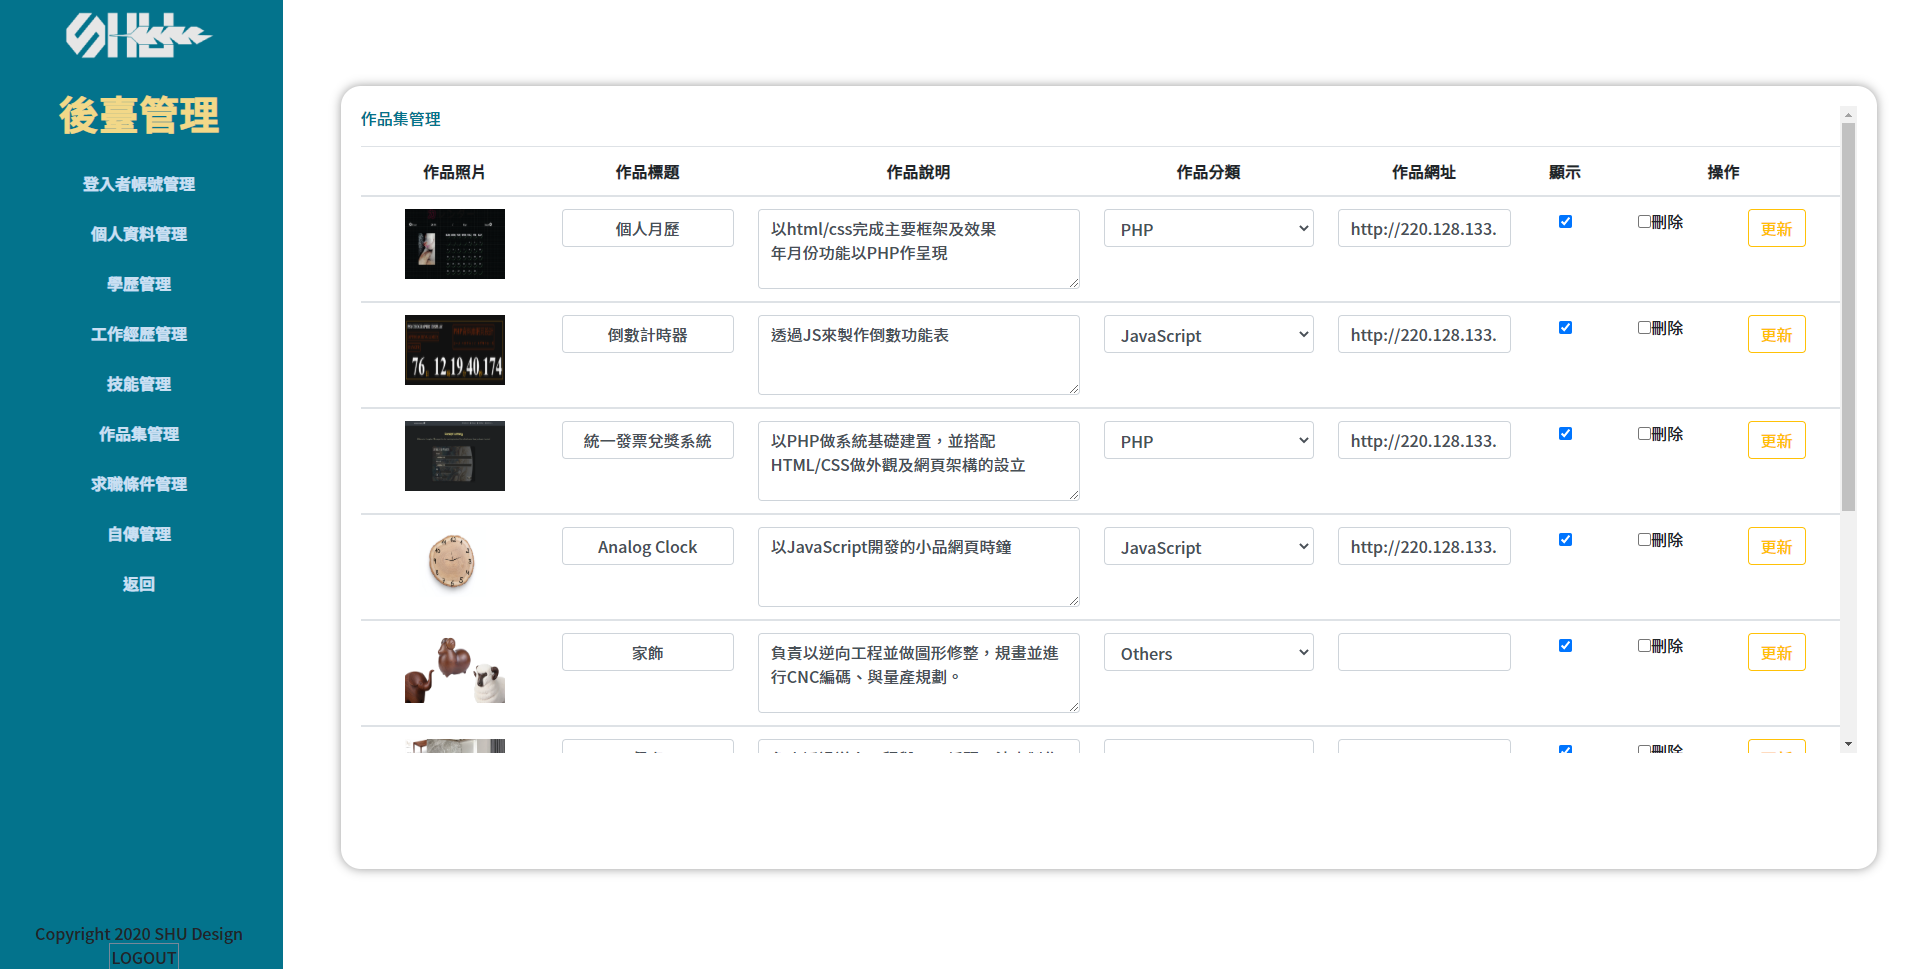 SHU
後臺管理
登入者帳號管理
個人資料管理
學歷管理
工作經歷管理
技能管理
作品集管理
求職條件管理
自傳管理
返回
Copyright 2020 SHU Design
LOGOUT
作品集管理
作品照片 作品標題 作品說明 作品分類 作品網址 顯示 操作
個人月歷 以html/css完成主要框架及效果 PHP http://220.128.133. 刪除 更新
年月份功能以PHP作呈現
76 12 19 40 174
倒數計時器 透過JS來製作倒數功能表 JavaScript http://220.128.133. 刪除 更新
統一發票兌獎系統 以PHP做系統基礎建置，並搭配 PHP http://220.128.133. 刪除 更新
HTML/CSS做外觀及網頁架構的設立
Analog Clock 以JavaScript開發的小品網頁時鐘 JavaScript http://220.128.133. 刪除 更新
家飾 負責以逆向工程並做圖形修整，規畫並進 Others 刪除 更新
行CNC編碼、與量產規劃。
刪除